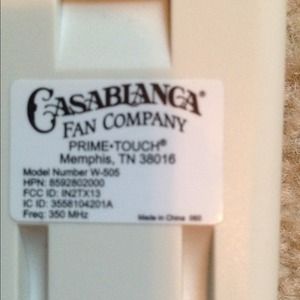 CASABLANCA®
FAN COMPANY
PRIME•TOUCH®
Memphis, TN 38016
Model Number W-505
HPN: 8592802000
FCC ID: IN2TX13
IC ID: 3558104201A
Freq: 350 MHz
Made in China